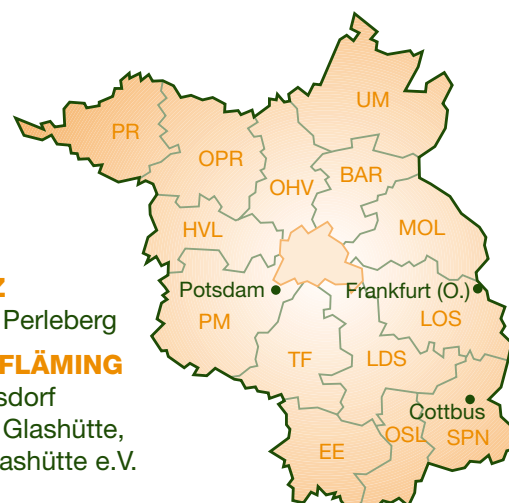 UM
PR
OPR
BAR
OHV
HVL
MOL
Z
Potsdam
Frankfurt (O.)
Perleberg
PM
LOS
FLÄMING
TF
LDS
sdorf
Cottbus
Glashütte,
OSL
SPN
EE
ashütte e.V.